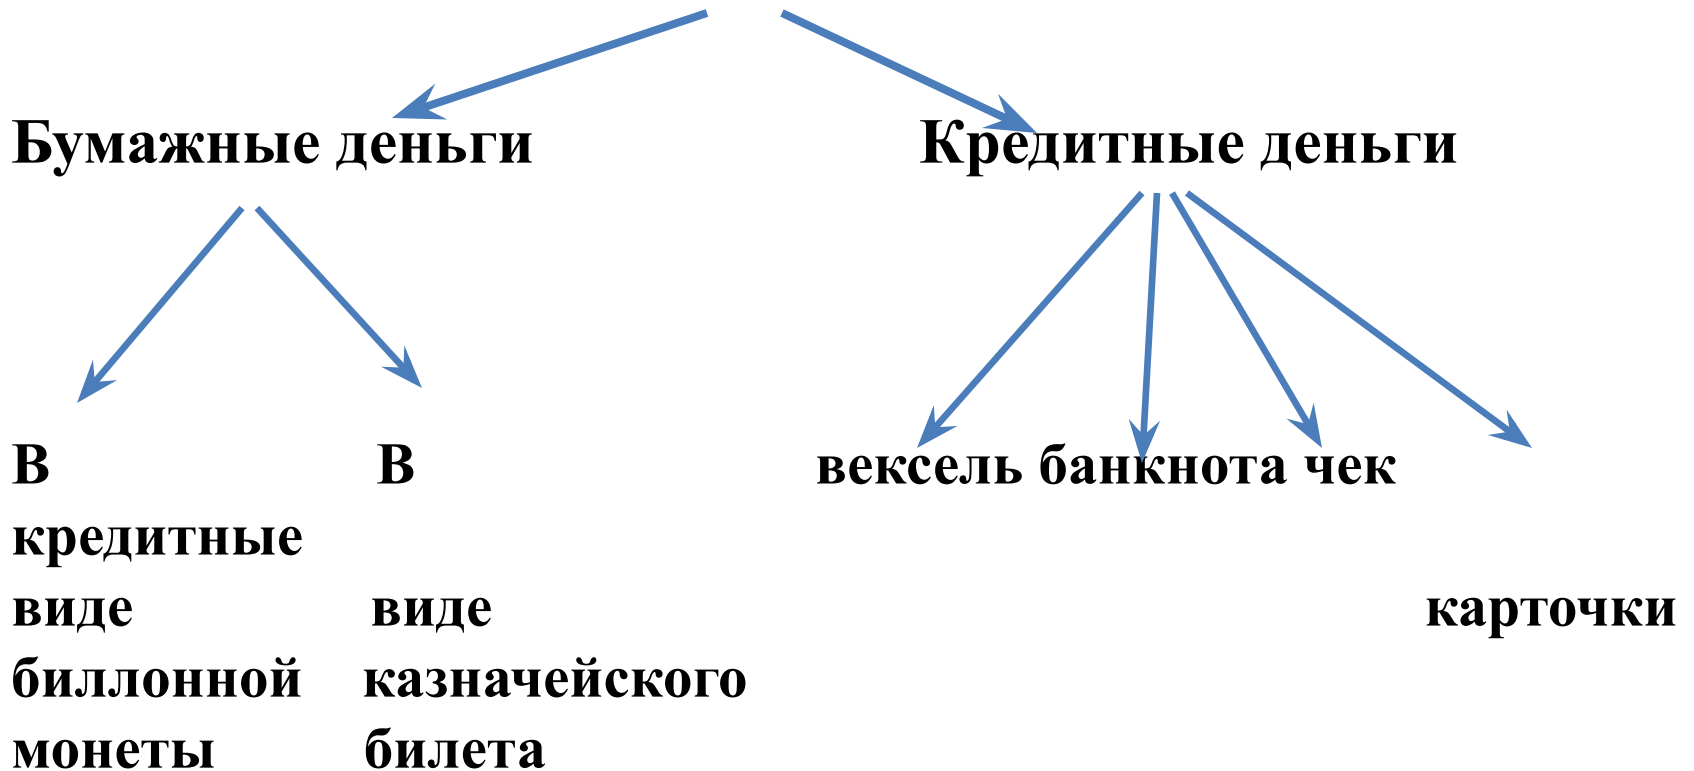 Бумажные деньги Кредитные деньги
В В вексель банкнота чек
кредитные
виде виде карточки
биллонной казначейского
монеты билета